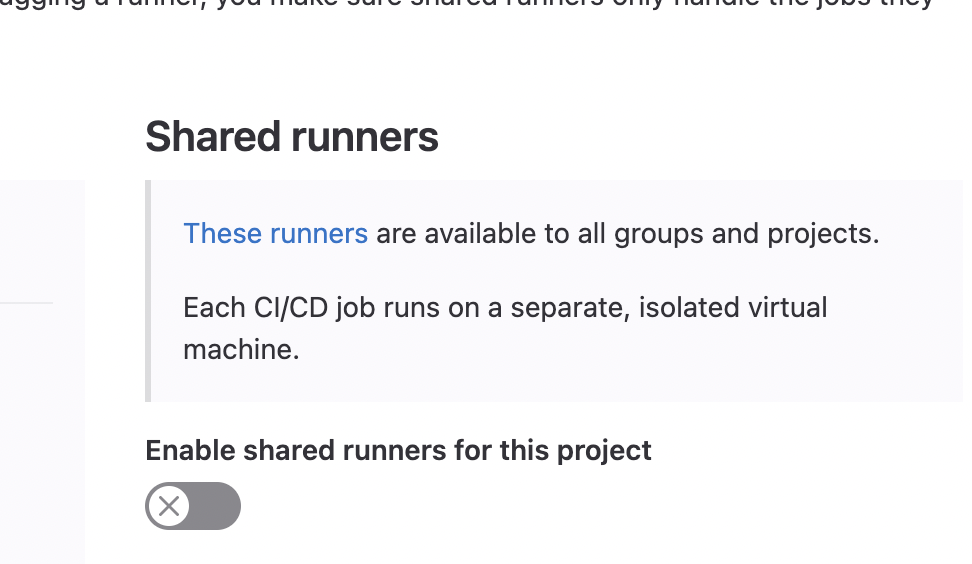 agging a runner, you make sure shared runners only handle the jobs they
Shared runners
These runners are available to all groups and projects.
Each CI/CD job runs on a separate, isolated virtual
machine.
Enable shared runners for this project